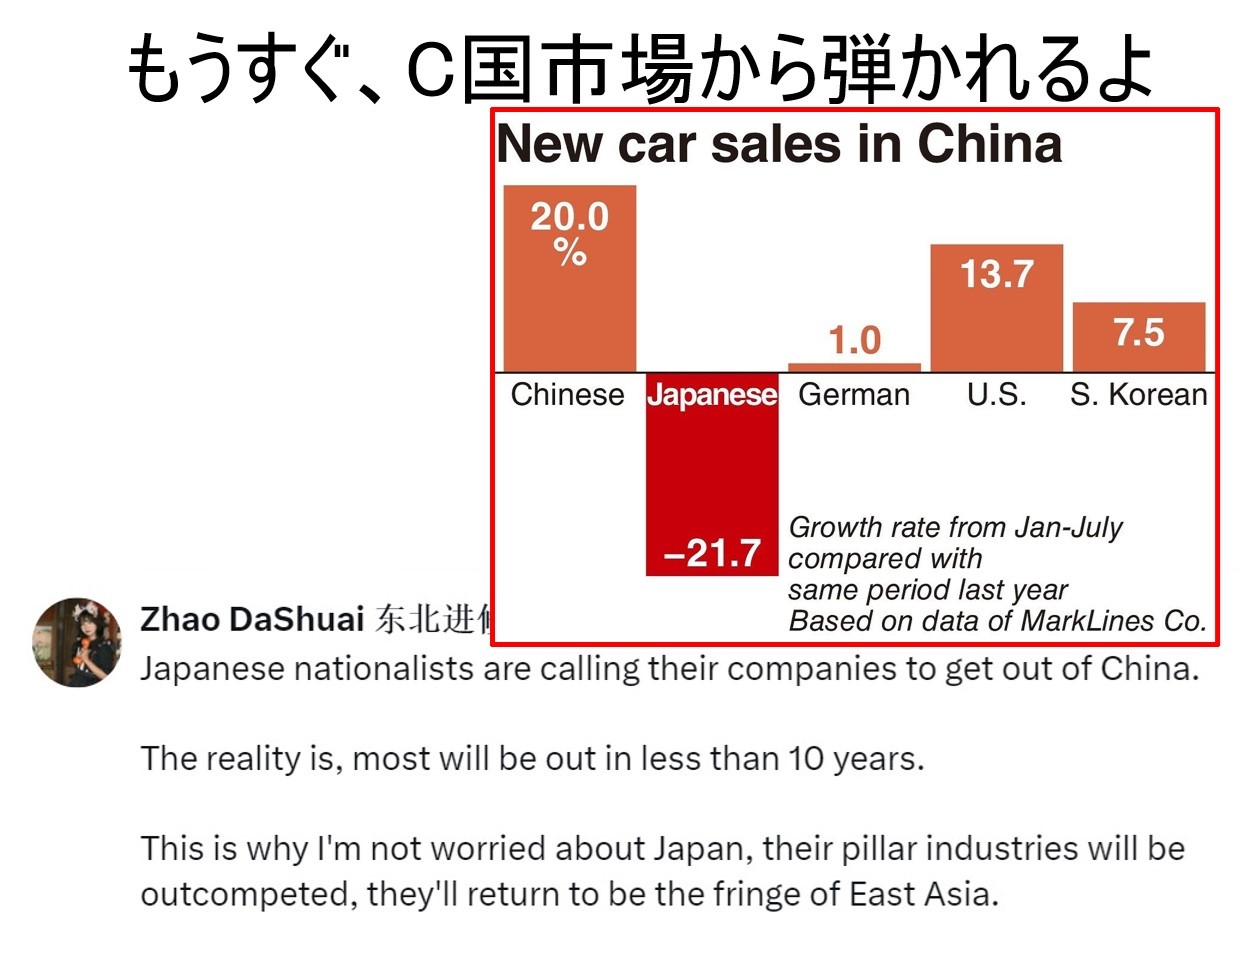 もうすぐ、C国市場から弾かれるよ
New car sales in China
20.0
%
1.0
13.7
7.5
Chinese
Japanese
German
U.S.
S. Korean
−21.7
Growth rate from Jan-July
compared with
same period last year
Based on data of MarkLines Co.
Zhao DaShuai 东北进
Japanese nationalists are calling their companies to get out of China.
The reality is, most will be out in less than 10 years.
This is why I'm not worried about Japan, their pillar industries will be
outcompeted, they'll return to be the fringe of East Asia.